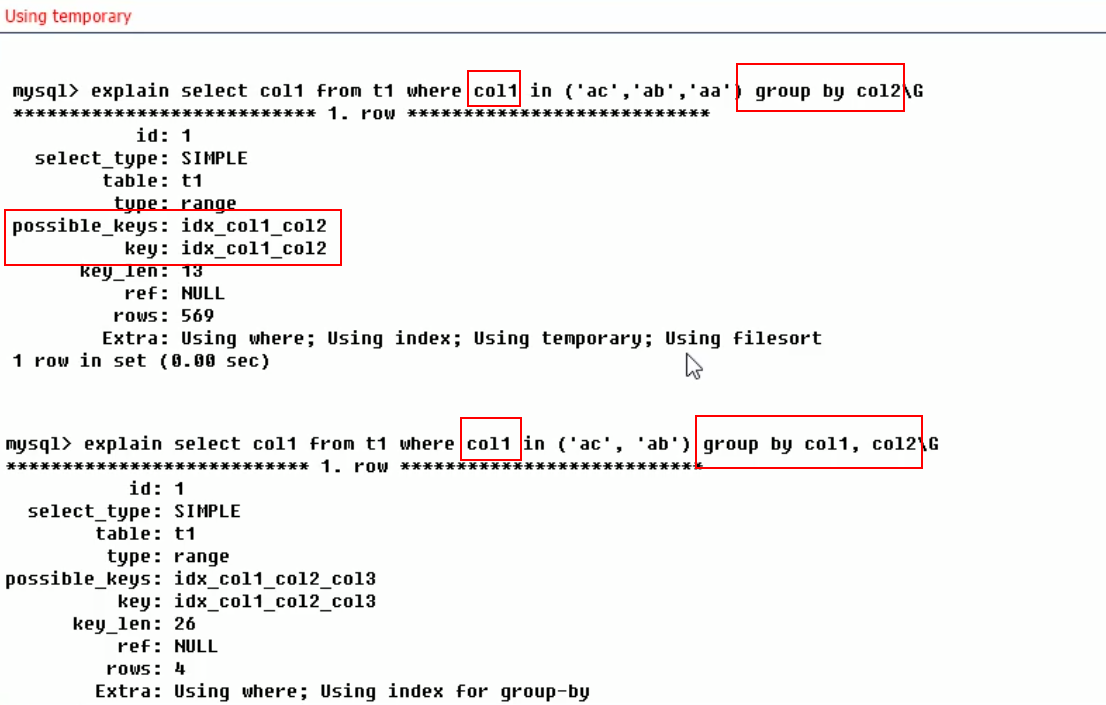 Using temporary
mysql> explain select col1 from t1 where col1 in ('ac','ab','aa') group by col2\G
*************************** 1. row ***************************
id: 1
select_type: SIMPLE
table: t1
type: range
possible_keys: idx_col1_col2
key: idx_col1_col2
key_len: 13
ref: NULL
rows: 569
Extra: Using where; Using index; Using temporary; Using filesort
1 row in set (0.00 sec)
mysql> explain select col1 from t1 where col1 in ('ac', 'ab') group by col1, col2\G
*************************** 1. row ***************************
id: 1
select_type: SIMPLE
table: t1
type: range
possible_keys: idx_col1_col2_col3
key: idx_col1_col2_col3
key_len: 26
ref: NULL
rows: 4
Extra: Using where; Using index for group-by